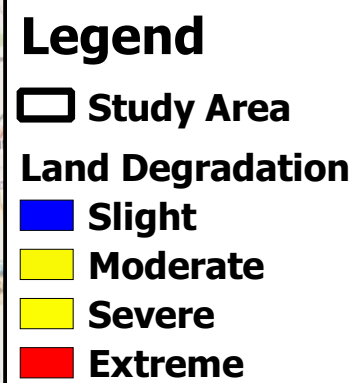 Legend
Study Area
Land Degradation
Slight
Moderate
Severe
Extreme